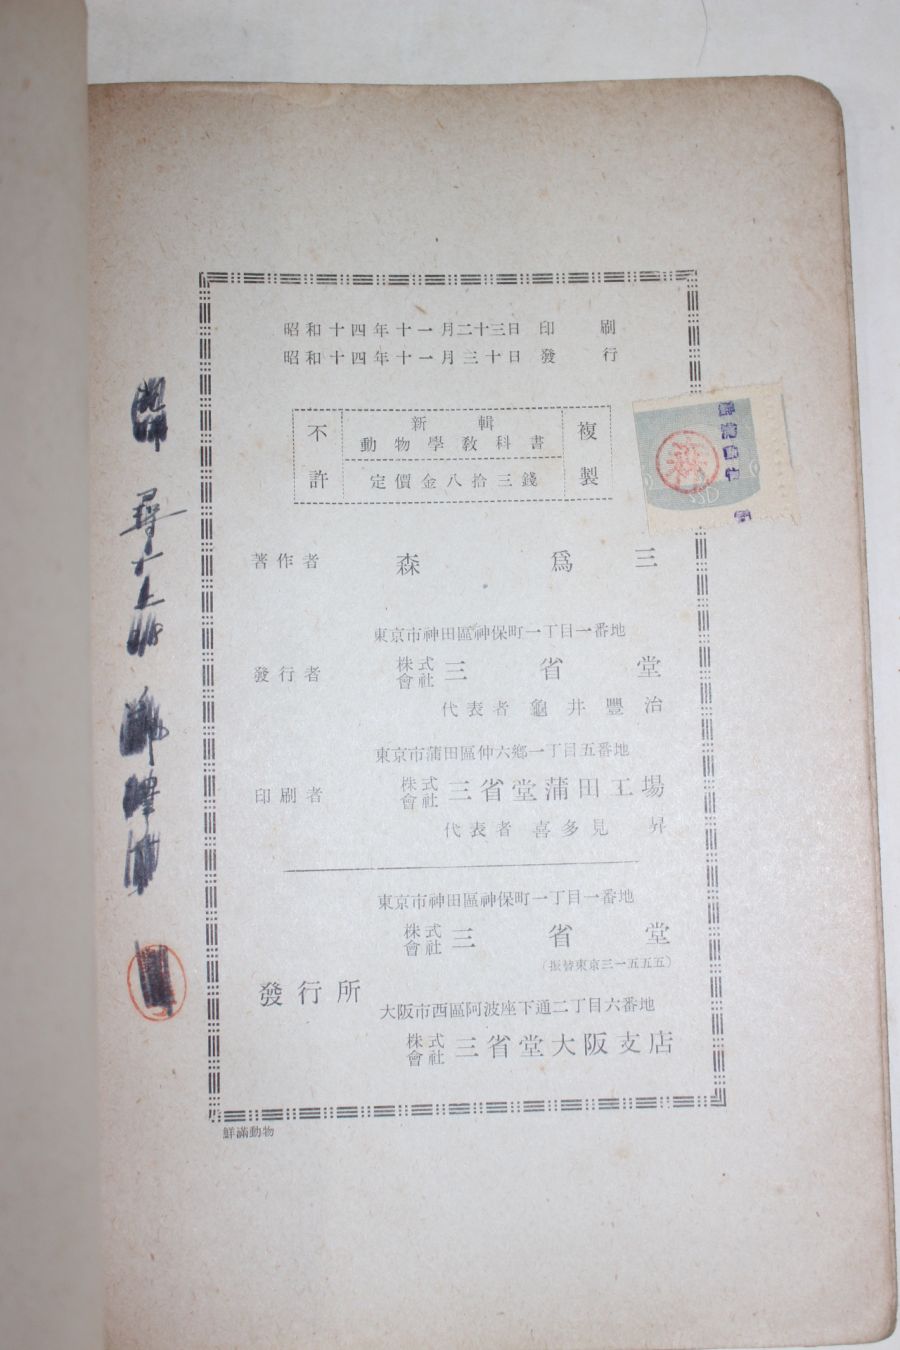 昭和十四年十一月二十三日 印刷
昭和十四年十一月三十日 發行
不許
新輯
動物學教科書
定價金八拾三錢
複製
森
著作者 森爲三
東京市神田區神保町一丁目一番地
發行者 株式會社 三省堂
代表者 龜井豐治
東京市蒲田區仲六鄉一丁目五番地
印刷者 株式會社 三省堂蒲田工場
代表者 喜多見昇
東京市神田區神保町一丁目一番地
株式會社 三省堂
(振替東京三一五五五)
發行所
大阪市西區阿波座下通二丁目六番地
株式會社 三省堂大阪支店
鮮滿動物